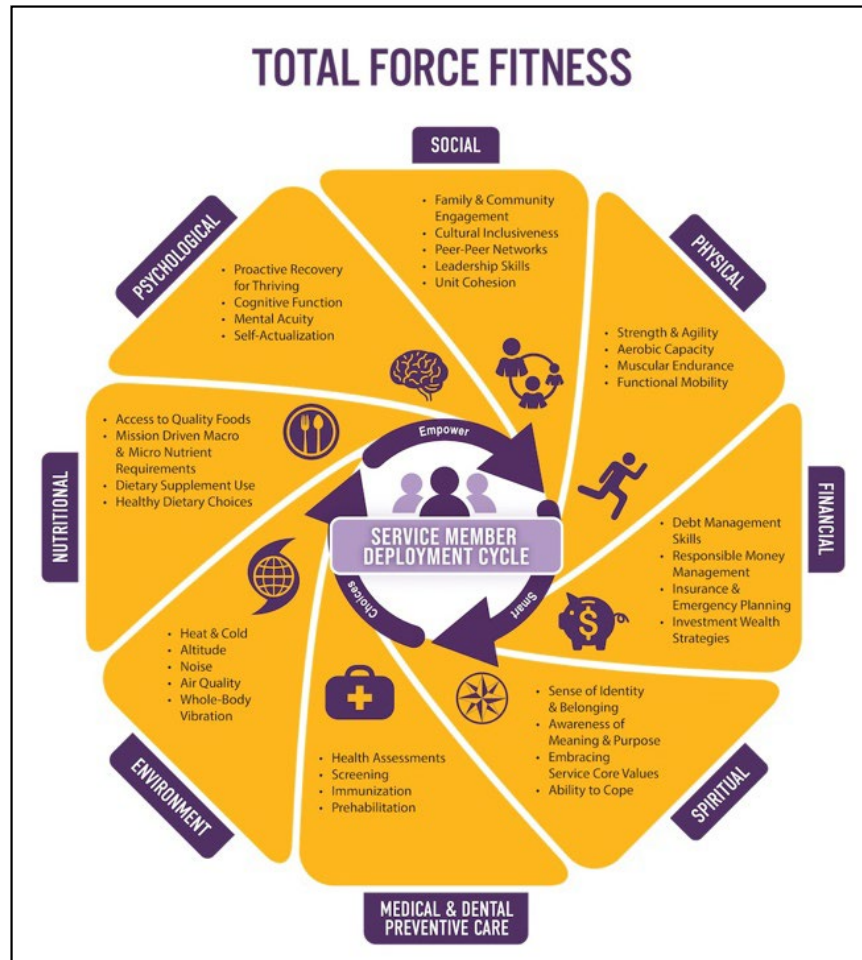 TOTAL FORCE FITNESS
SOCIAL
• Family & Community
Engagement
• Cultural Inclusiveness
• Peer-Peer Networks
• Leadership Skills
• Unit Cohesion
PHYSICAL
• Strength & Agility
• Aerobic Capacity
• Muscular Endurance
• Functional Mobility
FINANCIAL
• Debt Management
Skills
• Responsible Money
Management
• Insurance &
Emergency Planning
• Investment Wealth
Strategies
SPIRITUAL
• Sense of Identity
& Belonging
• Awareness of
Meaning & Purpose
• Embracing
Service Core Values
• Ability to Cope
MEDICAL & DENTAL
PREVENTIVE CARE
• Health Assessments
• Screening
• Immunization
• Prehabilitation
ENVIRONMENT
• Heat & Cold
• Altitude
• Noise
• Air Quality
• Whole-Body
Vibration
NUTRITIONAL
• Access to Quality Foods
• Mission Driven Macro
& Micro Nutrient
Requirements
• Dietary Supplement Use
• Healthy Dietary Choices
PSYCHOLOGICAL
• Proactive Recovery
for Thriving
• Cognitive Function
• Mental Acuity
• Self-Actualization
Empower
Smart
Choices
SERVICE MEMBER
DEPLOYMENT CYCLE
$